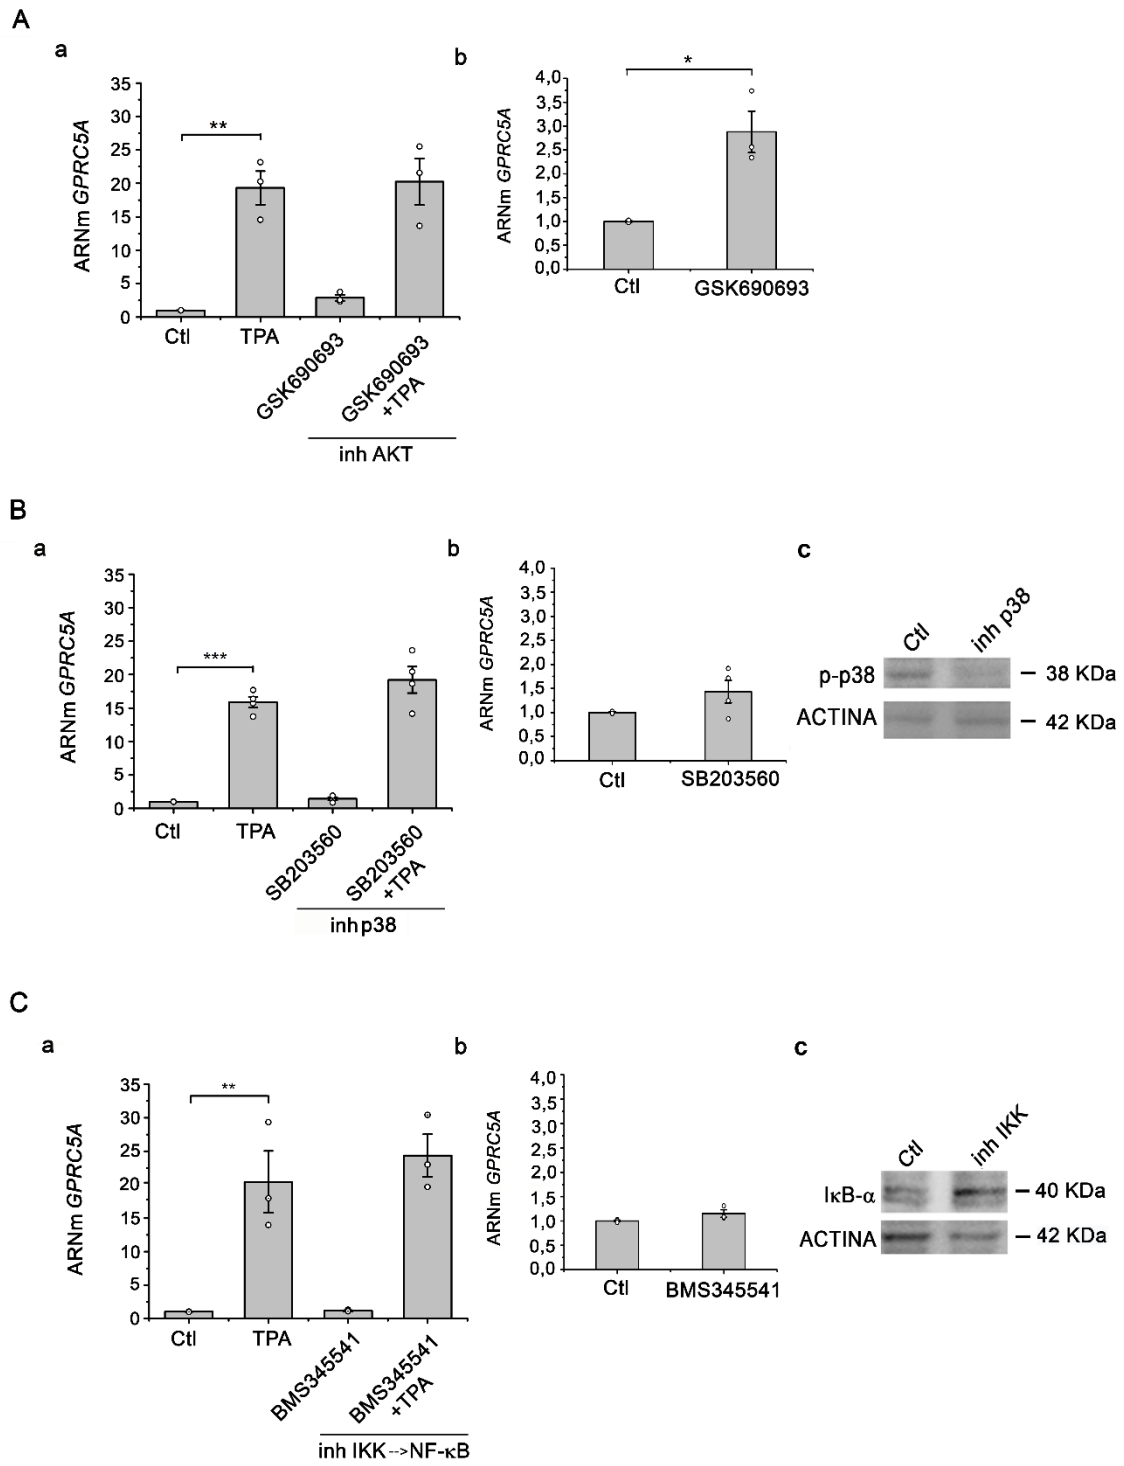 A
a
b
ARNm GPRC5A
35
30
25
20
15
10
5
0
**
Ctl
TPA
GSK690693
GSK690693
+TPA
inh AKT
ARNm GPRC5A
4,0
3,5
3,0
2,5
2,0
1,5
1,0
0,5
0,0
*
Ctl
GSK690693
B
a
b
c
ARNm GPRC5A
35
30
25
20
15
10
5
0
***
Ctl
TPA
SB203560
SB203560
+TPA
inh p38
ARNm GPRC5A
4,0
3,5
3,0
2,5
2,0
1,5
1,0
0,5
0,0
Ctl
SB203560
Ctl
inh p38
p-p38
38 KDa
ACTINA
42 KDa
C
a
b
c
ARNm GPRC5A
35
30
25
20
15
10
5
0
**
Ctl
TPA
BMS345541
BMS345541
+TPA
inh IKK-->NF-κB
ARNm GPRC5A
4,0
3,5
3,0
2,5
2,0
1,5
1,0
0,5
0,0
Ctl
BMS345541
Ctl
inh IKK
IκB-α
40 KDa
ACTINA
42 KDa